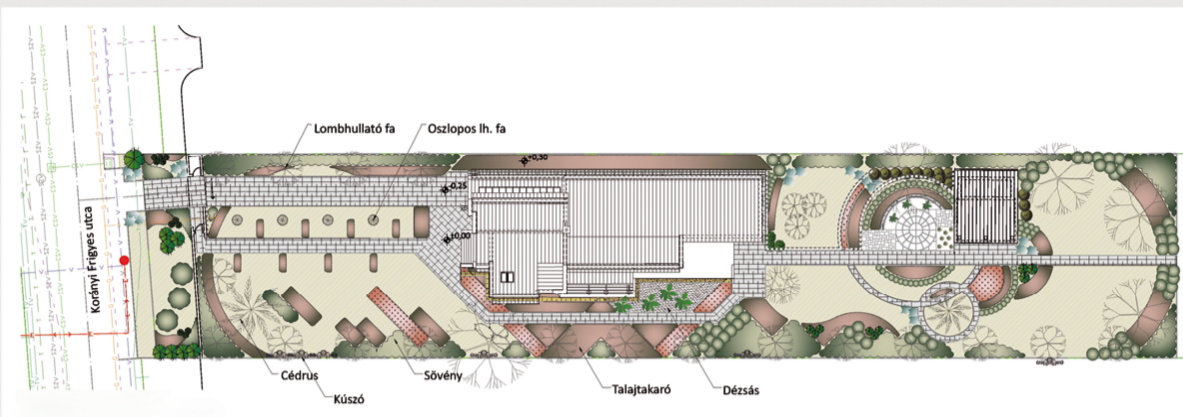 Lombhullató fa
Oszlopos lh. fa
+0,30
-0,25
±0,00
Korányi Frigyes utca
Cédrus
Kúszó
Sövény
Talajtakaró
Dézsás